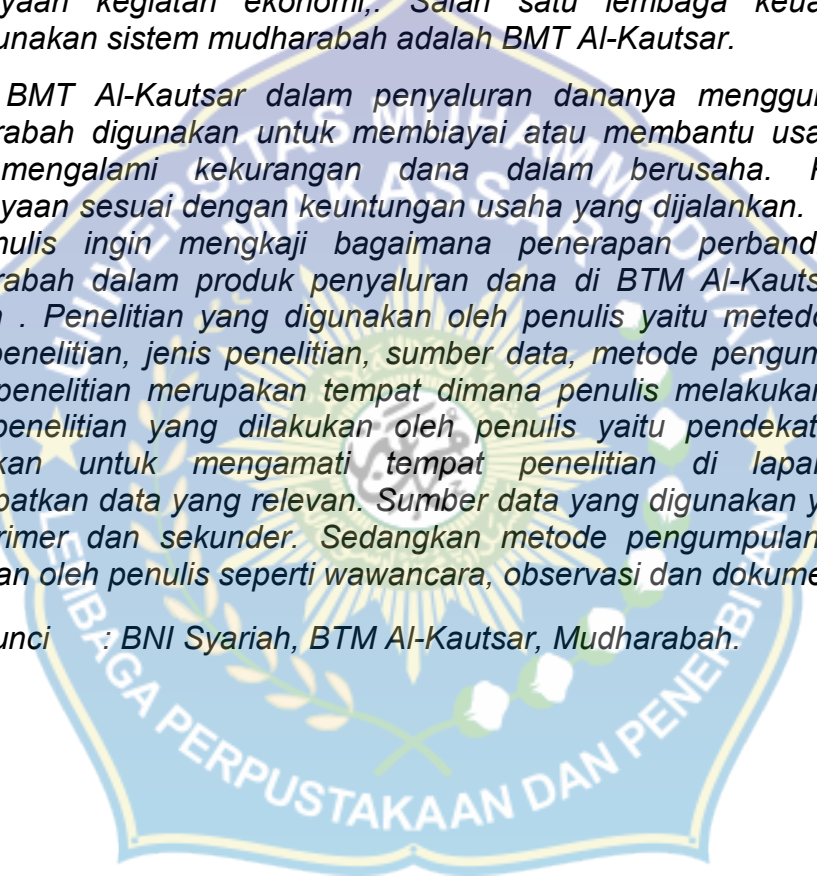 yaan kegiatan ekonomi,. Salah satu lembaga keua
unakan sistem mudharabah adalah BMT Al-Kautsar.
BMT Al-Kautsar dalam penyaluran dananya menggu
rabah digunakan untuk membiayai atau membantu usa
mengalami kekurangan dana dalam berusaha.
yaan sesuai dengan keuntungan usaha yang dijalankan.
nulis ingin mengkaji bagaimana penerapan perband
rabah dalam produk penyaluran dana di BTM Al-Kauts
. Penelitian yang digunakan oleh penulis yaitu metedo
penelitian, jenis penelitian, sumber data, metode pengum
penelitian merupakan tempat dimana penulis melakukan
penelitian yang dilakukan oleh penulis yaitu pendekat
kan untuk mengamati tempat penelitian di lapa
patkan data yang relevan. Sumber data yang digunakan y
rimer dan sekunder. Sedangkan metode pengumpulan
an oleh penulis seperti wawancara, observasi dan dokume
unci : BNI Syariah, BTM Al-Kautsar, Mudharabah.
UNIVERSITAS MUHAMMADIYAH
MAKASSAR
LEMBAGA PERPUSTAKAAN DAN PENERBITAN